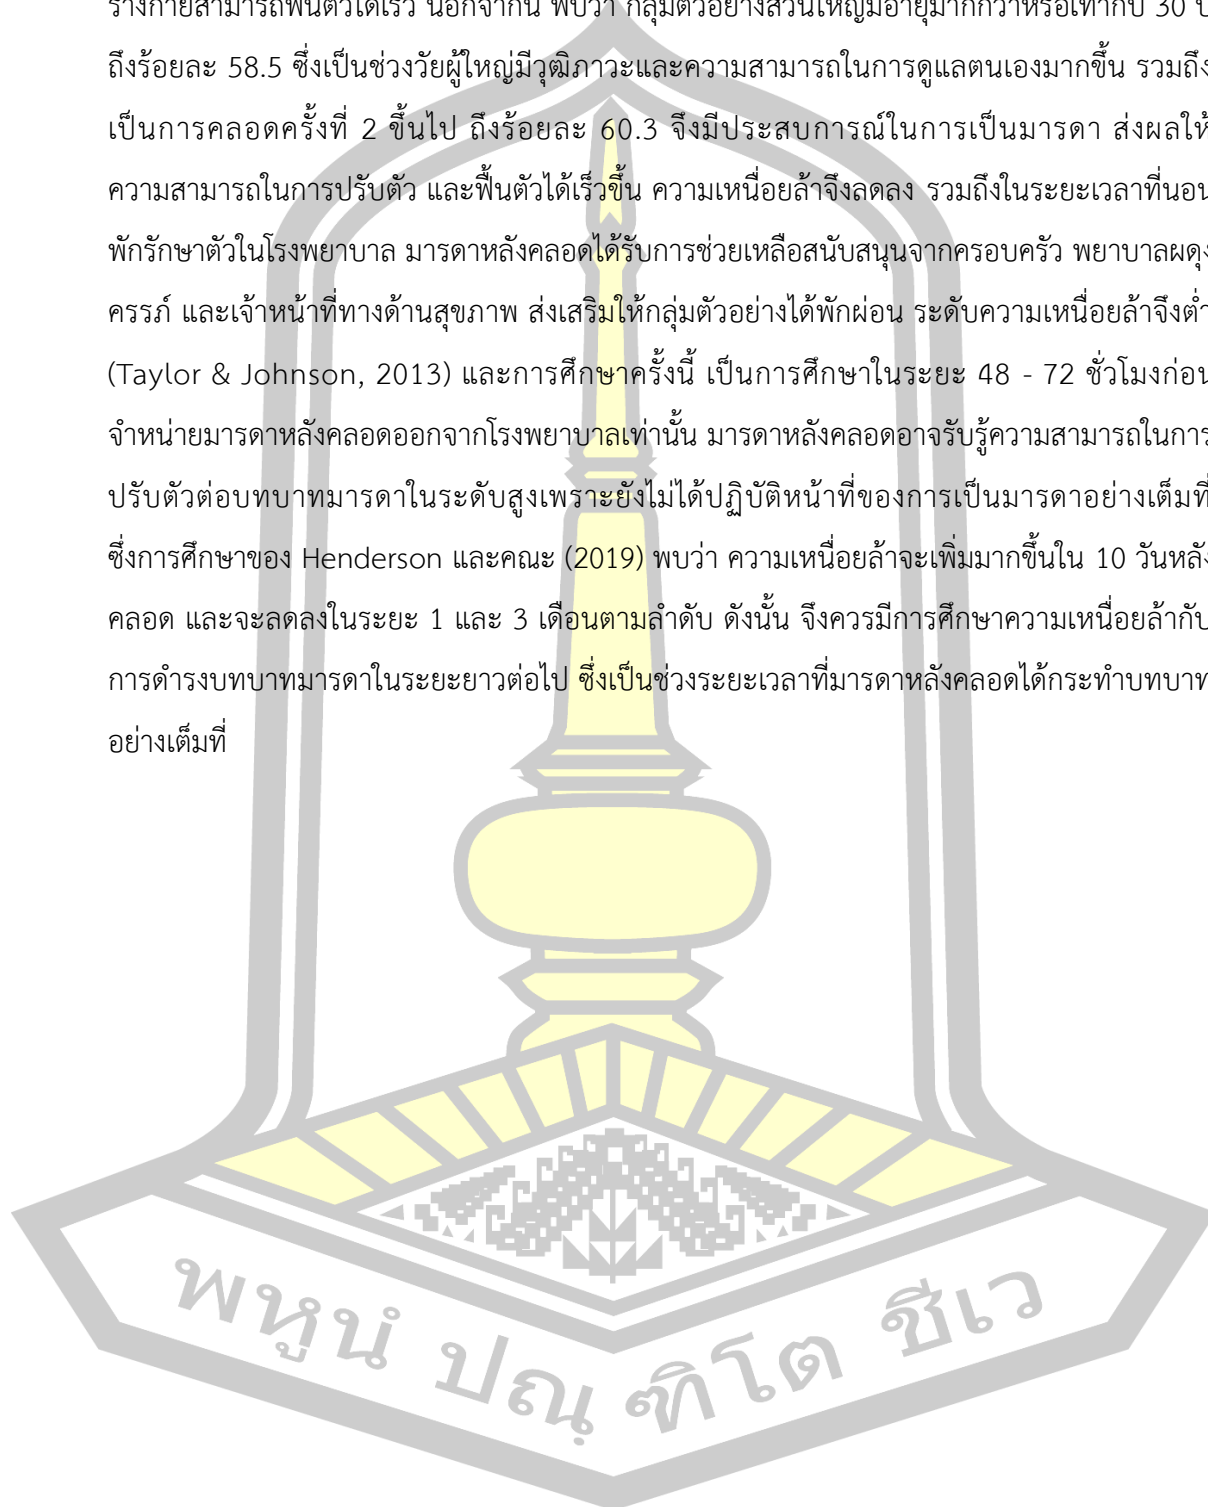 ร่างกายสามารถฟื้นตัวได้เร็ว นอกจากนี้ พบว่า กลุ่มตัวอย่างส่วนใหญ่มีอายุมากกว่าหรือเท่ากับ 30 ปี
ถึงร้อยละ 58.5 ซึ่งเป็นช่วงวัยผู้ใหญ่มีวุฒิภาวะและความสามารถในการดูแลตนเองมากขึ้น รวมถึง
เป็นการคลอดครั้งที่ 2 ขึ้นไป ถึงร้อยละ 60.3 จึงมีประสบการณ์ในการเป็นมารดา ส่งผลให้
ความสามารถในการปรับตัว และฟื้นตัวได้เร็วขึ้น ความเหนื่อยล้าจึงลดลง รวมถึงในระยะเวลาที่นอน
พักรักษาตัวในโรงพยาบาล มารดาหลังคลอดได้รับการช่วยเหลือสนับสนุนจากครอบครัว พยาบาลผดุง
ครรภ์ และเจ้าหน้าที่ทางด้านสุขภาพ ส่งเสริมให้กลุ่มตัวอย่างได้พักผ่อน ระดับความเหนื่อยล้าจึงต่ำ
(Taylor & Johnson, 2013) และการศึกษาครั้งนี้ เป็นการศึกษาในระยะ 48 - 72 ชั่วโมงก่อน
จำหน่ายมารดาหลังคลอดออกจากโรงพยาบาลเท่านั้น มารดาหลังคลอดอาจรับรู้ความสามารถในการ
ปรับตัวต่อบทบาทมารดาในระดับสูงเพราะยังไม่ได้ปฏิบัติหน้าที่ของการเป็นมารดาอย่างเต็มที่
ซึ่งการศึกษาของ Henderson และคณะ (2019) พบว่า ความเหนื่อยล้าจะเพิ่มมากขึ้นใน 10 วันหลัง
คลอด และจะลดลงในระยะ 1 และ 3 เดือนตามลำดับ ดังนั้น จึงควรมีการศึกษาความเหนื่อยล้ากับ
การดำรงบทบาทมารดาในระยะยาวต่อไป ซึ่งเป็นช่วงระยะเวลาที่มารดาหลังคลอดได้กระทำบทบาท
อย่างเต็มที่
พหูนํ ปณฺฑิโต ชีเว